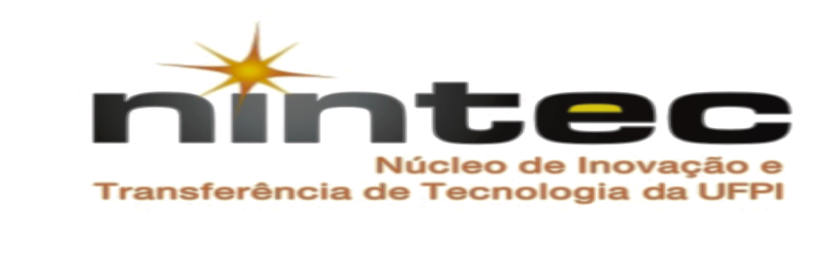 nintec
Núcleo de Inovação e
Transferência de Tecnologia da UFPI